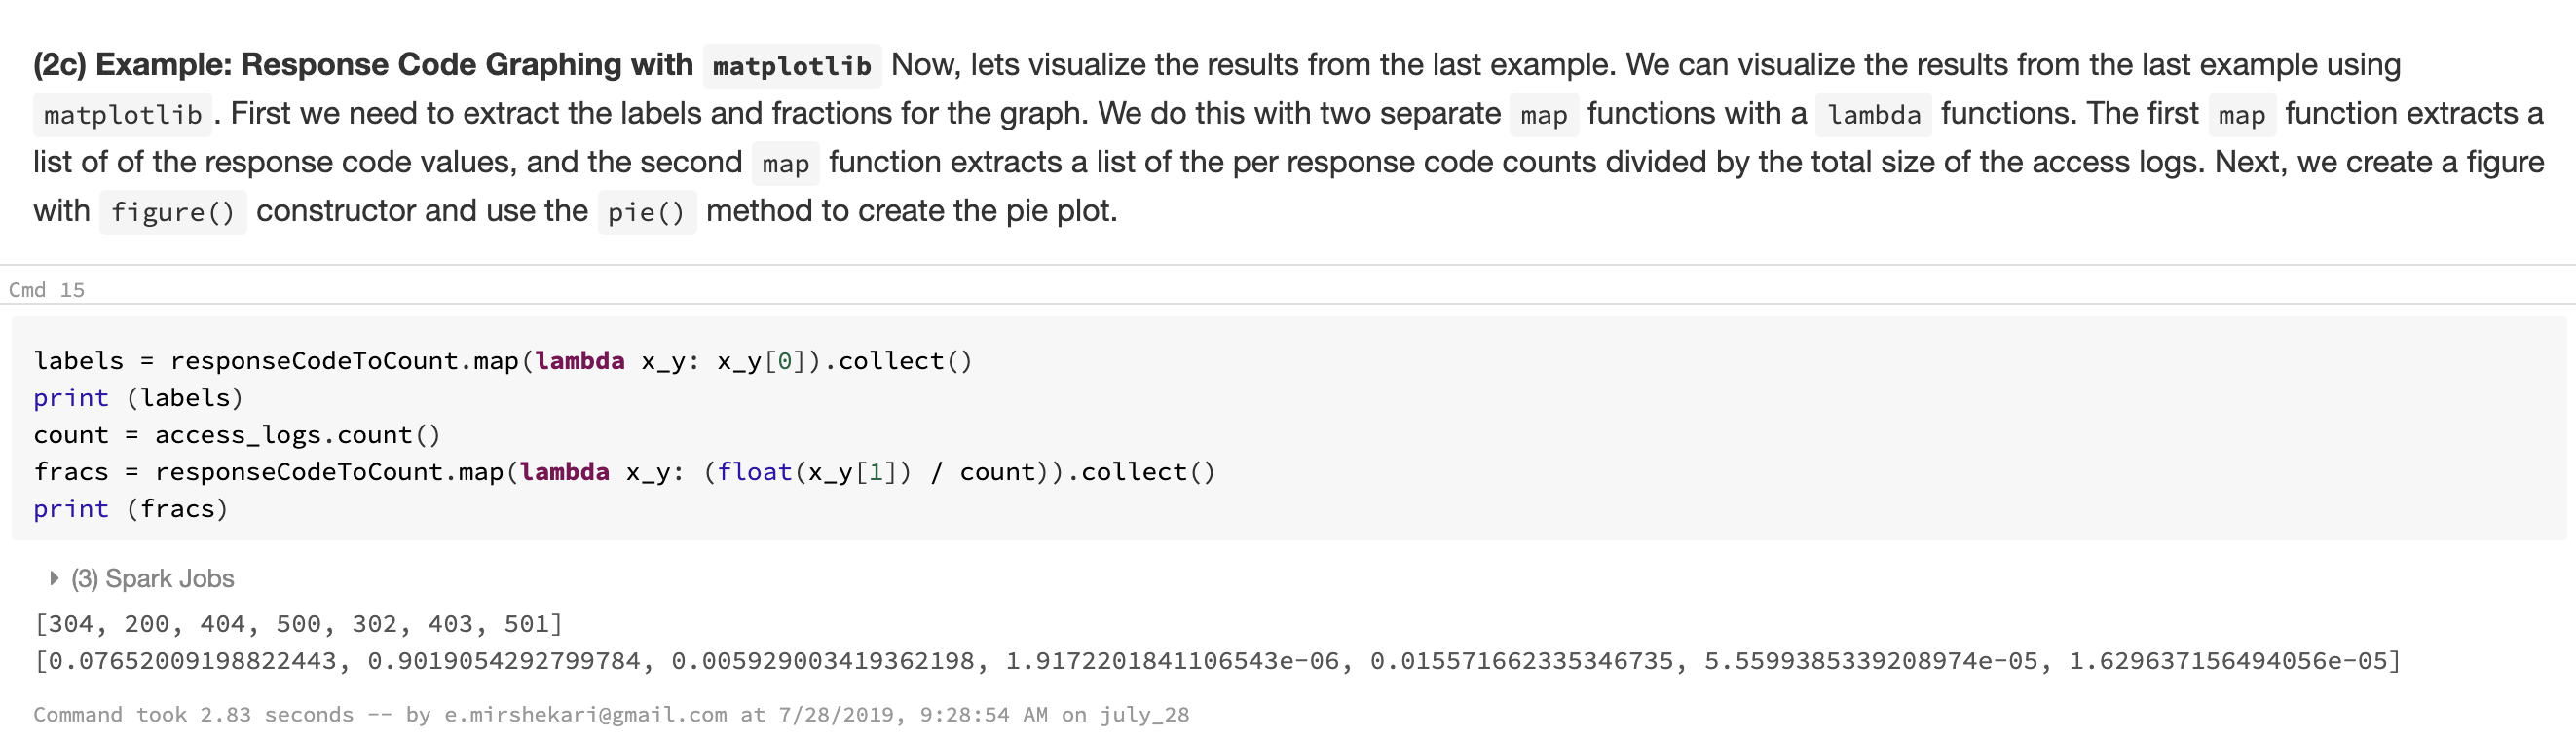 (2c) Example: Response Code Graphing with matplotlib Now, lets visualize the results from the last example. We can visualize the results from the last example using
matplotlib . First we need to extract the labels and fractions for the graph. We do this with two separate map functions with a lambda functions. The first map function extracts a
list of of the response code values, and the second map function extracts a list of the per response code counts divided by the total size of the access logs. Next, we create a figure
with figure() constructor and use the pie() method to create the pie plot.
Cmd 15
labels = responseCodeToCount.map(lambda x_y: x_y[0]).collect()
print (labels)
count = access_logs.count()
fracs = responseCodeToCount.map(lambda x_y: (float(x_y[1]) / count)).collect()
print (fracs)
(3) Spark Jobs
[304, 200, 404, 500, 302, 403, 501]
[0.07652009198822443, 0.9019054292799784, 0.005929003419362198, 1.9172201841106543e-06, 0.015571662335346735, 5.5599385339208974e-05, 1.629637156494056e-05]
Command took 2.83 seconds -- by e.mirshekari@gmail.com at 7/28/2019, 9:28:54 AM on july_28